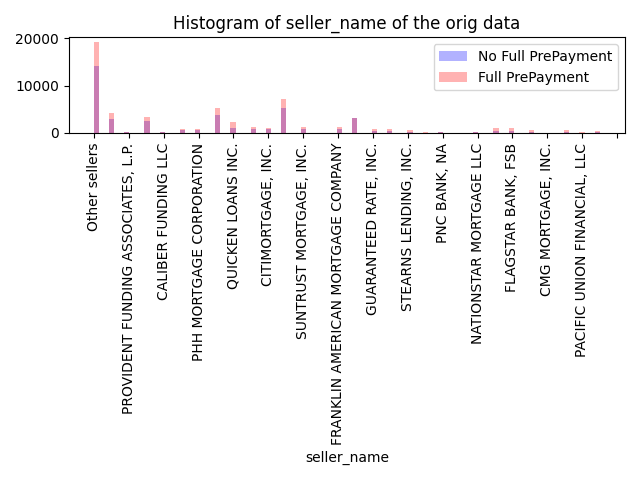 Histogram of seller_name of the orig data
20000
10000
0
No Full PrePayment
Full PrePayment
Other sellers
PROVIDENT FUNDING ASSOCIATES, L.P.
CALIBER FUNDING LLC
PHH MORTGAGE CORPORATION
QUICKEN LOANS INC.
CITIMORTGAGE, INC.
SUNTRUST MORTGAGE, INC.
FRANKLIN AMERICAN MORTGAGE COMPANY
GUARANTEED RATE, INC.
STEARNS LENDING, INC.
PNC BANK, NA
NATIONSTAR MORTGAGE LLC
FLAGSTAR BANK, FSB
CMG MORTGAGE, INC.
PACIFIC UNION FINANCIAL, LLC
seller_name